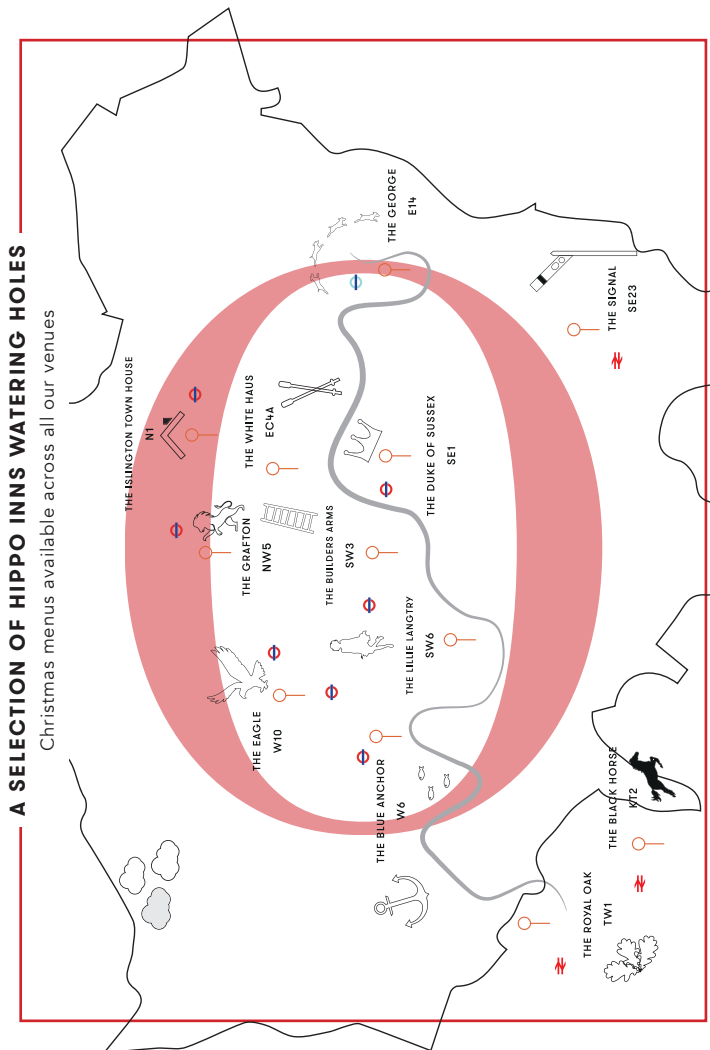 A SELECTION OF HIPPO INNS WATERING HOLES
Christmas menus available across all our venues
THE ISLINGTON TOWN HOUSE
N1
THE WHITE HAUS
EC4A
THE GRAFTON
NW5
THE EAGLE
W10
THE BUILDERS ARMS
SW3
THE GEORGE
E14
THE DUKE OF SUSSEX
SE1
THE LILLIE LANGTRY
SW6
THE BLUE ANCHOR
W6
THE SIGNAL
SE23
THE BLACK HORSE
KT2
THE ROYAL OAK
TW1